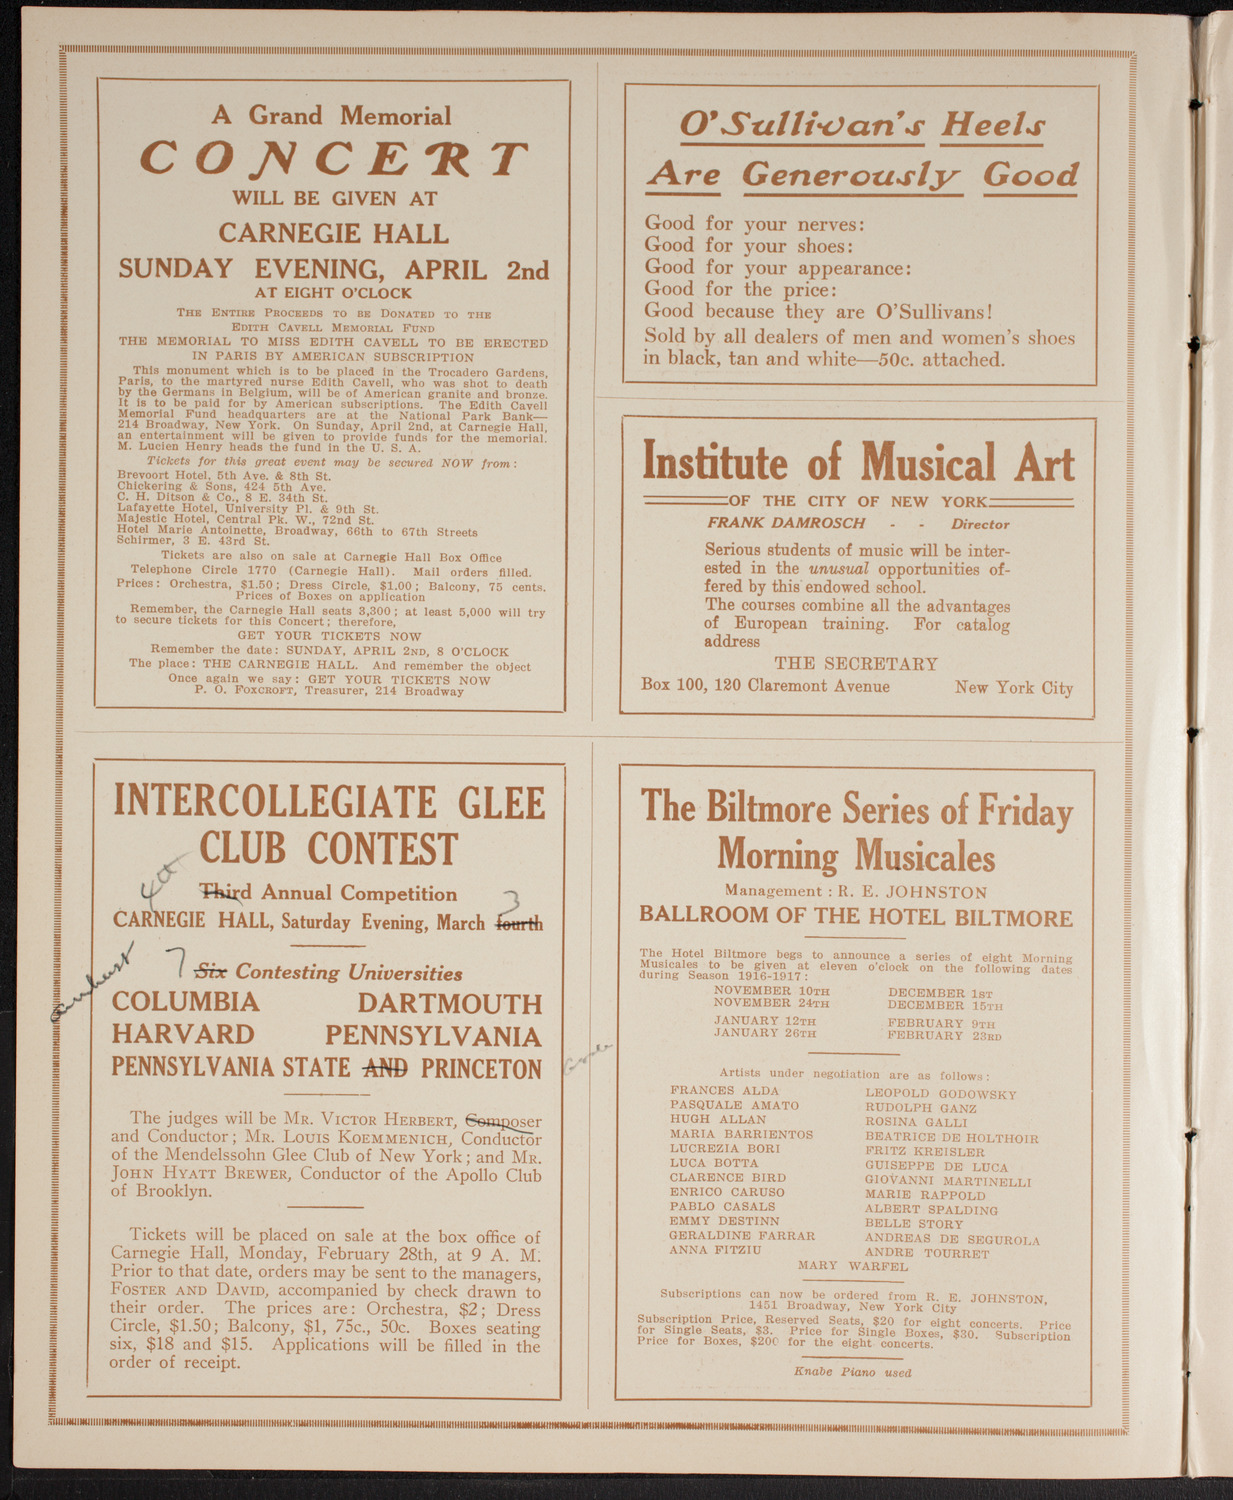 A Grand Memorial
CONCERT
WILL BE GIVEN AT
CARNEGIE HALL
SUNDAY EVENING, APRIL 2nd
AT EIGHT O'CLOCK
THE ENTIRE PROCEEDS TO BE DONATED TO THE
EDITH CAVELL MEMORIAL FUND
THE MEMORIAL TO MISS EDITH CAVELL TO BE ERECTED
IN PARIS BY AMERICAN SUBSCRIPTION
This monument which is to be placed in the Trocadero Gardens,
Paris, to the martyred nurse Edith Cavell, who was shot to death
by the Germans in Belgium, will be of American granite and bronze.
It is to be paid for by American subscriptions. The Edith Cavell
Memorial Fund headquarters are at the National Park Bank—
214 Broadway, New York. On Sunday, April 2nd, at Carnegie Hall,
an entertainment will be given to provide funds for the memorial.
M. Lucien Henry heads the fund in the U. S. A.
Tickets for this great event may be secured NOW from:
Brevoort Hotel, 5th Ave. & 8th St.
Chickering & Sons, 424 5th Ave.
C. H. Ditson & Co., 8 E. 34th St.
Lafayette Hotel, University Pl. & 9th St.
Majestic Hotel, Central Pk. W., 72nd St.
Hotel Marie Antoinette, Broadway, 66th to 67th Streets
Schirmer, 3 E. 43rd St.
Tickets are also on sale at Carnegie Hall Box Office
Telephone Circle 1770 (Carnegie Hall). Mail orders filled.
Prices: Orchestra, $1.50; Dress Circle, $1.00; Balcony, 75 cents.
Prices of Boxes on application
Remember, the Carnegie Hall seats 3,300; at least 5,000 will try
to secure tickets for this Concert; therefore,
GET YOUR TICKETS NOW
Remember the date: SUNDAY, APRIL 2ND, 8 O'CLOCK
The place: THE CARNEGIE HALL. And remember the object
Once again we say: GET YOUR TICKETS NOW
P. O. FOXCROFT, Treasurer, 214 Broadway
O'Sullivan's Heels
Are Generously Good
Good for your nerves:
Good for your shoes:
Good for your appearance:
Good for the price:
Good because they are O'Sullivans!
Sold by all dealers of men and women's shoes
in black, tan and white—50c. attached.
Institute of Musical Art
OF THE CITY OF NEW YORK
FRANK DAMROSCH - - Director
Serious students of music will be inter-
ested in the unusual opportunities of-
fered by this endowed school.
The courses combine all the advantages
of European training. For catalog
address
THE SECRETARY
Box 100, 120 Claremont Avenue New York City
INTERCOLLEGIATE GLEE
CLUB CONTEST
4th
Third Annual Competition
3
CARNEGIE HALL, Saturday Evening, March fourth
7 Six Contesting Universities
amherst
COLUMBIA DARTMOUTH
HARVARD PENNSYLVANIA
PENNSYLVANIA STATE AND PRINCETON
The judges will be MR. VICTOR HERBERT, Composer
and Conductor; MR. LOUIS KOEMMENICH, Conductor
of the Mendelssohn Glee Club of New York; and MR.
JOHN HYATT BREWER, Conductor of the Apollo Club
of Brooklyn.
Tickets will be placed on sale at the box office of
Carnegie Hall, Monday, February 28th, at 9 A. M.
Prior to that date, orders may be sent to the managers,
FOSTER AND DAVID, accompanied by check drawn to
their order. The prices are: Orchestra, $2; Dress
Circle, $1.50; Balcony, $1, 75c., 50c. Boxes seating
six, $18 and $15. Applications will be filled in the
order of receipt.
The Biltmore Series of Friday
Morning Musicales
Management: R. E. JOHNSTON
BALLROOM OF THE HOTEL BILTMORE
The Hotel Biltmore begs to announce a series of eight Morning
Musicales to be given at eleven o'clock on the following dates
during Season 1916-1917:
NOVEMBER 10TH DECEMBER 1ST
NOVEMBER 24TH DECEMBER 15TH
JANUARY 12TH FEBRUARY 9TH
JANUARY 26TH FEBRUARY 23RD
Artists under negotiation are as follows:
FRANCES ALDA LEOPOLD GODOWSKY
PASQUALE AMATO RUDOLPH GANZ
HUGH ALLAN ROSINA GALLI
MARIA BARRIENTOS BEATRICE DE HOLTHOIR
LUCREZIA BORI FRITZ KREISLER
LUCA BOTTA GUISEPPE DE LUCA
CLARENCE BIRD GIOVANNI MARTINELLI
ENRICO CARUSO MARIE RAPPOLD
PABLO CASALS ALBERT SPALDING
EMMY DESTINN BELLE STORY
GERALDINE FARRAR ANDREAS DE SEGUROLA
ANNA FITZIU ANDRE TOURRET
MARY WARFEL
Subscriptions can now be ordered from R. E. JOHNSTON,
1451 Broadway, New York City
Subscription Price, Reserved Seats, $20 for eight concerts. Price
for Single Seats, $3. Price for Single Boxes, $30. Subscription
Price for Boxes, $200 for the eight concerts.
Knabe Piano used